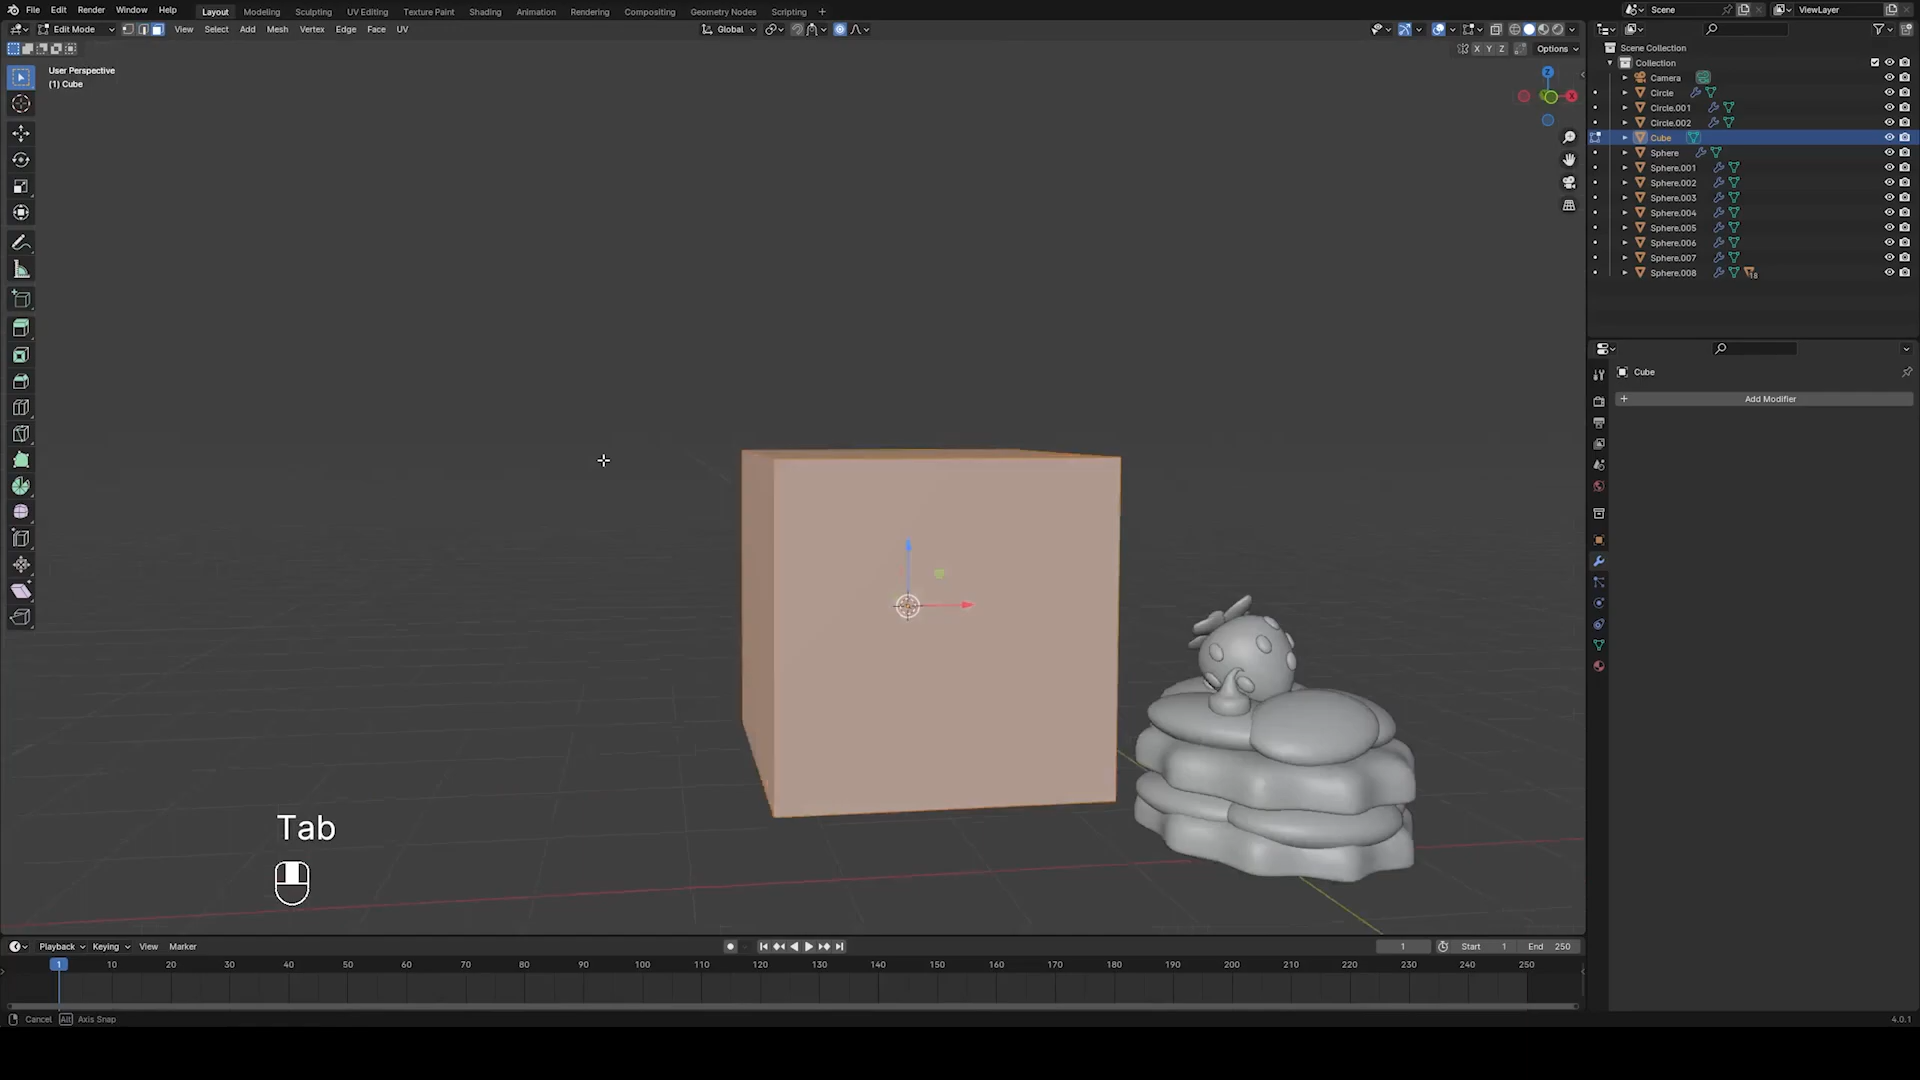 File Edit Render Window Help Layout Modeling Sculpting UV Editing Texture Paint Shading Animation Rendering Compositing Geometry Nodes Scripting + Scene ViewLayer
Edit Mode View Select Add Mesh Vertex Edge Face UV Global
X Y Z Options
User Perspective
(1) Cube
Z
X
Scene Collection
Collection
Camera
Circle
Circle.001
Circle.002
Cube
Sphere
Sphere.001
Sphere.002
Sphere.003
Sphere.004
Sphere.005
Sphere.006
Sphere.007
Sphere.008 18
Cube
+ Add Modifier
Tab
Playback Keying View Marker 1 Start 1 End 250
1 10 20 30 40 50 60 70 80 90 100 110 120 130 140 150 160 170 180 190 200 210 220 230 240 250
Cancel Alt Axis Snap 4.0.1